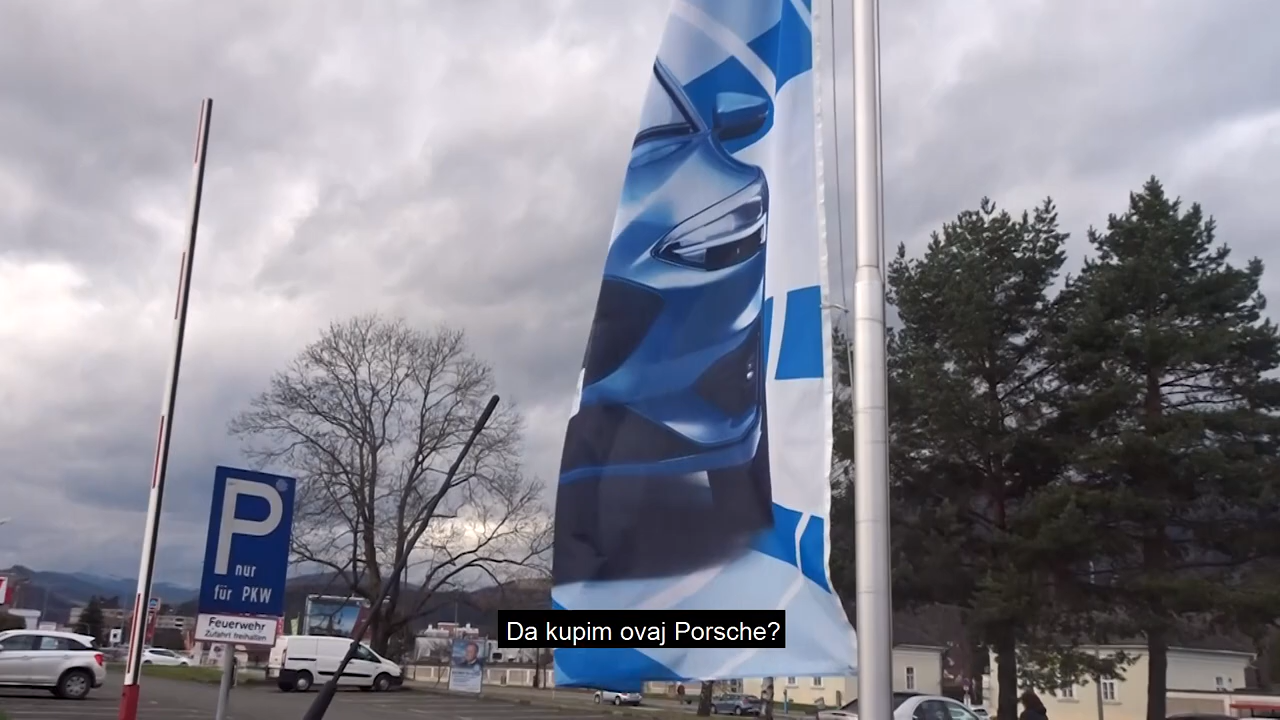 P
nur
für PKW
Feuerwehr
Zufahrt freihalten
Da kupim ovaj Porsche?